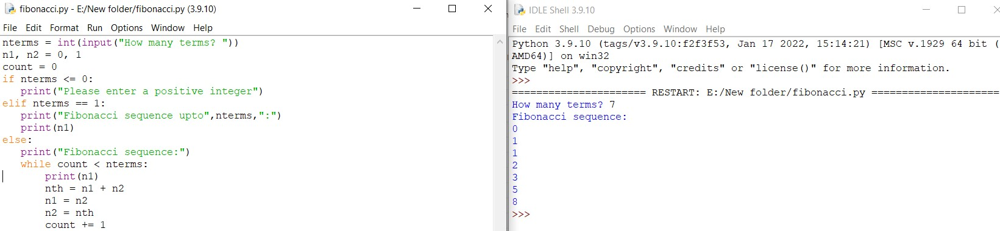 fibonacci.py - E:/New folder/fibonacci.py (3.9.10)
File Edit Format Run Options Window Help
nterms = int(input("How many terms? "))
n1, n2 = 0, 1
count = 0
if nterms <= 0:
   print("Please enter a positive integer")
elif nterms == 1:
   print("Fibonacci sequence upto",nterms,":")
   print(n1)
else:
   print("Fibonacci sequence:")
   while count < nterms:
       print(n1)
       nth = n1 + n2
       n1 = n2
       n2 = nth
       count += 1
IDLE Shell 3.9.10
File Edit Shell Debug Options Window Help
Python 3.9.10 (tags/v3.9.10:f2f3f53, Jan 17 2022, 15:14:21) [MSC v.1929 64 bit (
AMD64)] on win32
Type "help", "copyright", "credits" or "license()" for more information.
>>>
====================== RESTART: E:/New folder/fibonacci.py =====================
How many terms? 7
Fibonacci sequence:
0
1
1
2
3
5
8
>>>